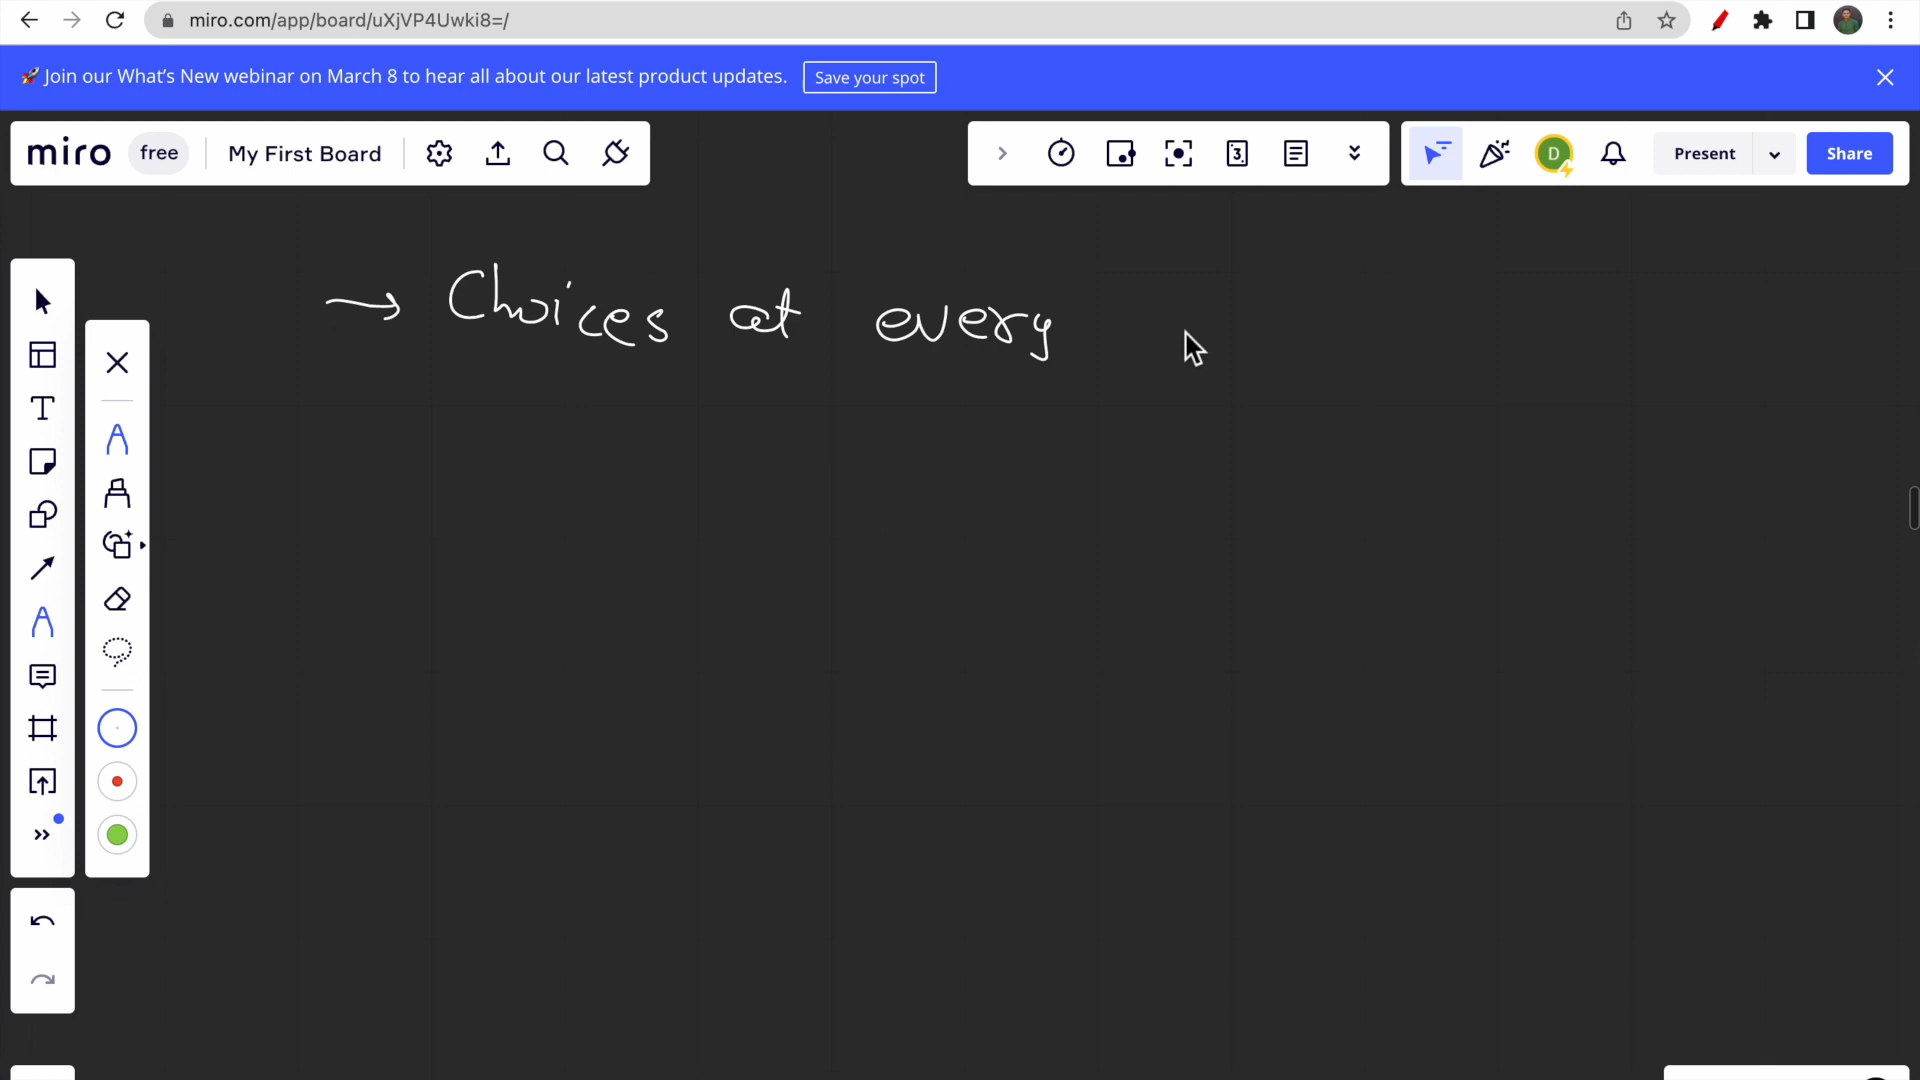 miro.com/app/board/uXjVP4Uwki8=/
🚀 Join our What's New webinar on March 8 to hear all about our latest product updates. Save your spot
miro free My First Board 3 D Present Share
→ Choices at every
T